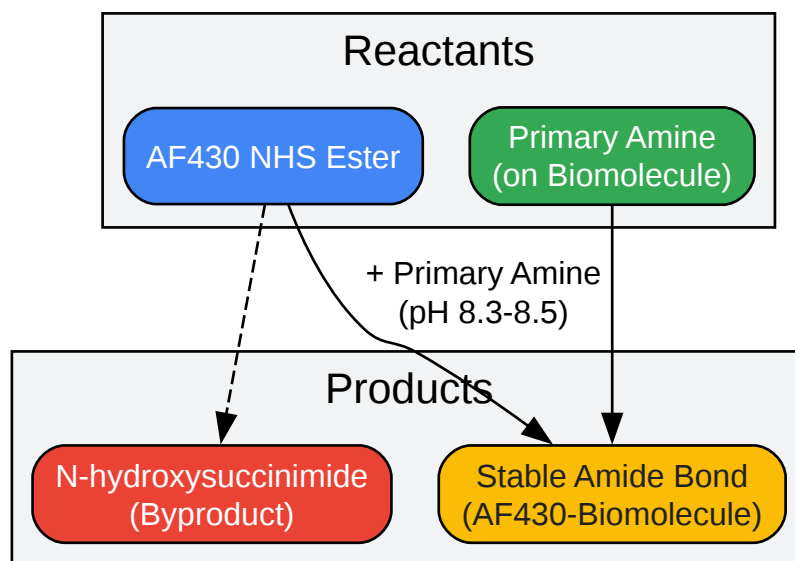 Reactants
AF430 NHS Ester
Primary Amine
(on Biomolecule)
+ Primary Amine
(pH 8.3-8.5)
Products
N-hydroxysuccinimide
(Byproduct)
Stable Amide Bond
(AF430-Biomolecule)